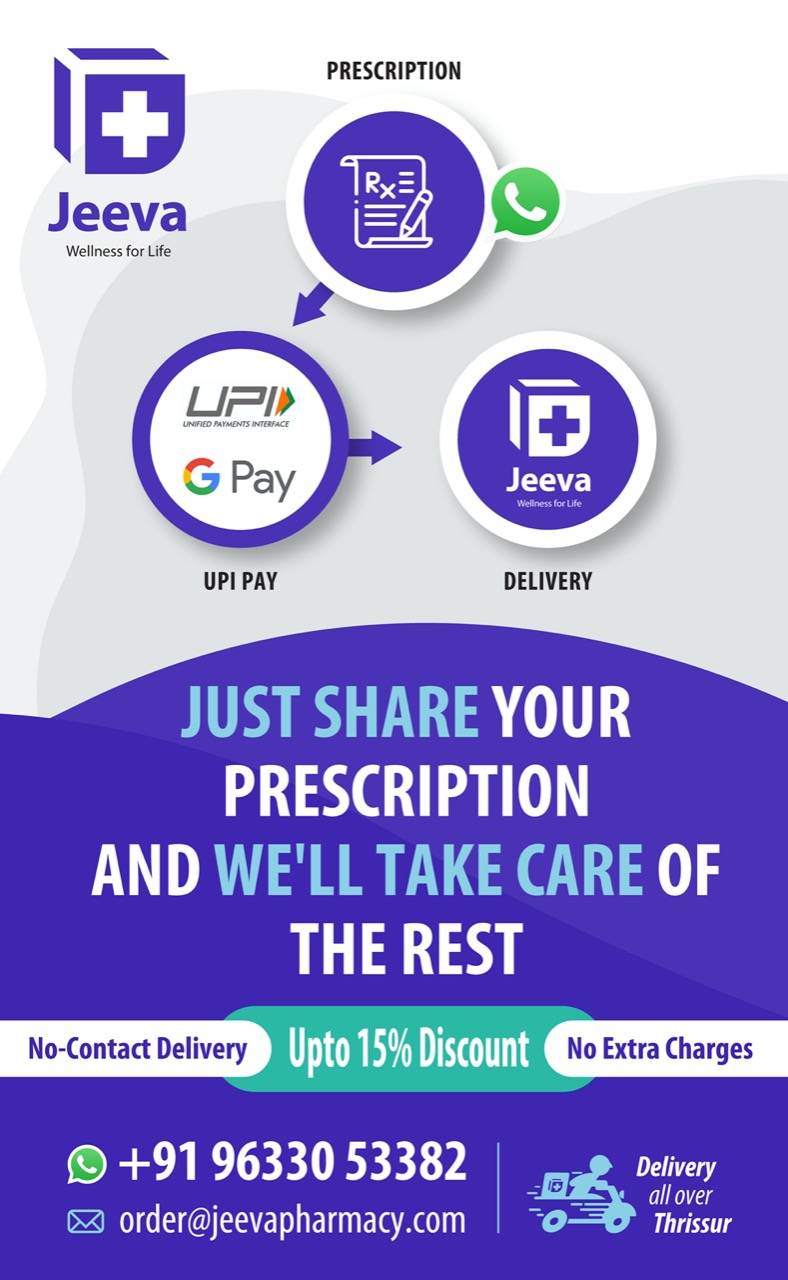 PRESCRIPTION
Jeeva
Wellness for Life
Rx
UPI
UNIFIED PAYMENTS INTERFACE
G Pay
Jeeva
Wellness for Life
UPI PAY
DELIVERY
JUST SHARE YOUR
PRESCRIPTION
AND WE'LL TAKE CARE OF
THE REST
No-Contact Delivery
Upto 15% Discount
No Extra Charges
+91 96330 53382
order@jeevapharmacy.com
Delivery
all over
Thrissur